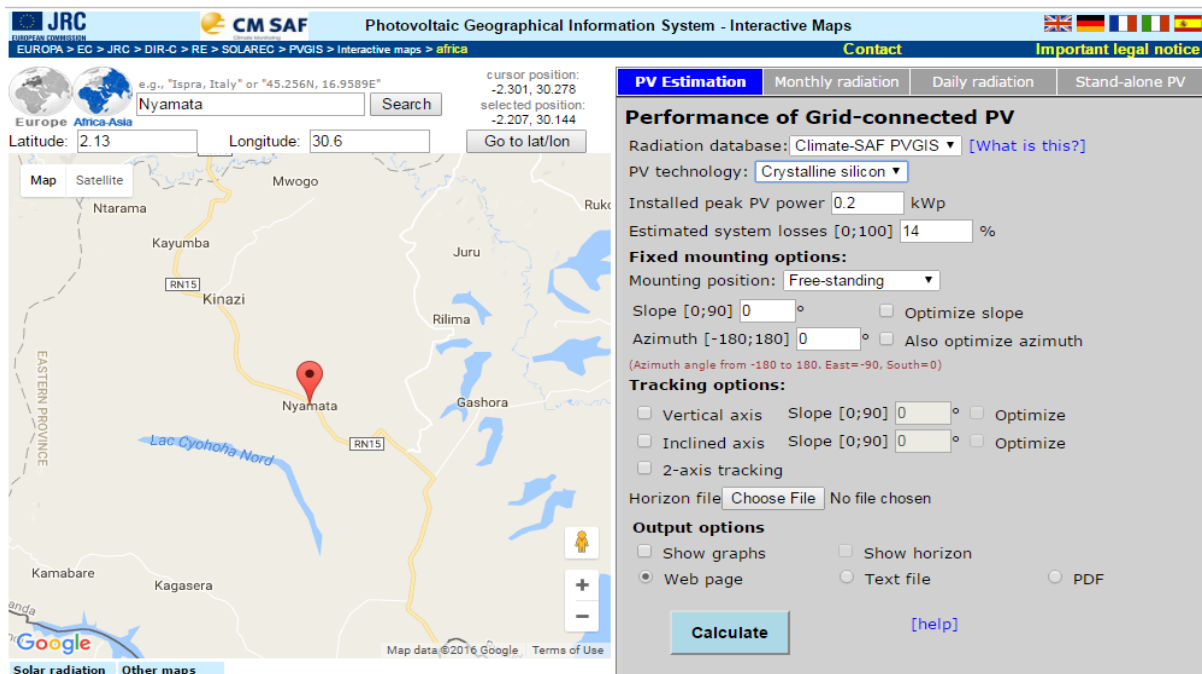 JRC
EUROPEAN COMMISSION
CM SAF
Photovoltaic Geographical Information System - Interactive Maps
EUROPA > EC > JRC > DIR-C > RE > SOLAREC > PVGIS > Interactive maps > africa
Contact
Important legal notice
Europe
Africa-Asia
e.g., "Ispra, Italy" or "45.256N, 16.9589E"
Nyamata
Search
cursor position:
-2.301, 30.278
selected position:
-2.207, 30.144
Latitude: 2.13
Longitude: 30.6
Go to lat/lon
Map
Satellite
Mwogo
Ntarama
Kayumba
Juru
RN15
Kinazi
Rilima
EASTERN PROVINCE
Nyamata
Gashora
Lac Cyohoha Nord
RN15
Kamabare
Kagasera
+
−
Google
Map data ©2016 Google
Terms of Use
Solar radiation
Other maps
PV Estimation
Monthly radiation
Daily radiation
Stand-alone PV
Performance of Grid-connected PV
Radiation database: Climate-SAF PVGIS ▼ [What is this?]
PV technology: Crystalline silicon ▼
Installed peak PV power 0.2 kWp
Estimated system losses [0;100] 14 %
Fixed mounting options:
Mounting position: Free-standing ▼
Slope [0;90] 0 ° Optimize slope
Azimuth [-180;180] 0 ° Also optimize azimuth
(Azimuth angle from -180 to 180. East=-90, South=0)
Tracking options:
Vertical axis Slope [0;90] 0 ° Optimize
Inclined axis Slope [0;90] 0 ° Optimize
2-axis tracking
Horizon file Choose File No file chosen
Output options
Show graphs Show horizon
Web page Text file PDF
Calculate
[help]